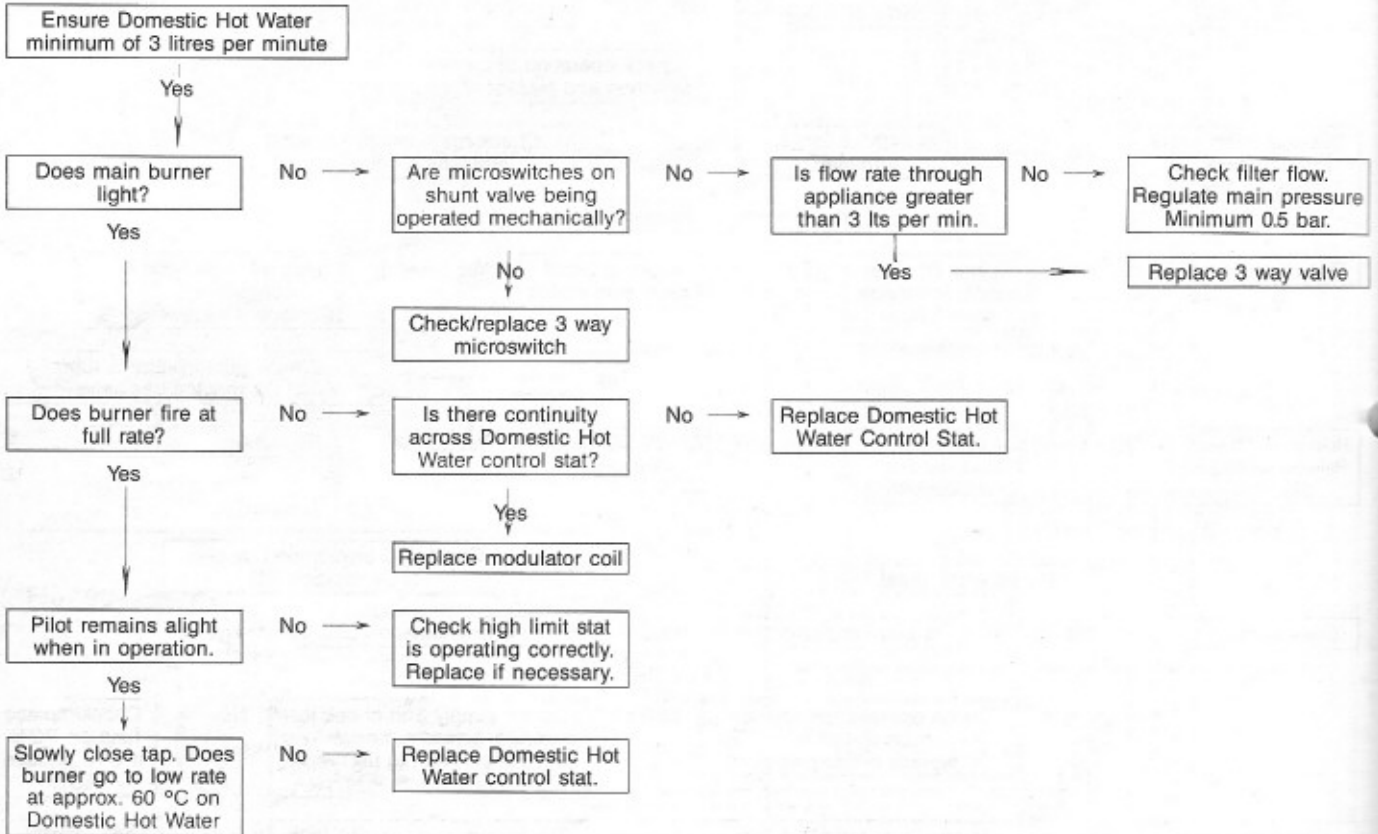 Ensure Domestic Hot Water
minimum of 3 litres per minute
Yes
Does main burner
light?
No
Are microswitches on
shunt valve being
operated mechanically?
No
Is flow rate through
appliance greater
than 3 lts per min.
No
Check filter flow.
Regulate main pressure
Minimum 0.5 bar.
Yes
No
Yes
Replace 3 way valve
Check/replace 3 way
microswitch
Does burner fire at
full rate?
No
Is there continuity
across Domestic Hot
Water control stat?
No
Replace Domestic Hot
Water Control Stat.
Yes
Yes
Replace modulator coil
Pilot remains alight
when in operation.
No
Check high limit stat
is operating correctly.
Replace if necessary.
Yes
Slowly close tap. Does
burner go to low rate
at approx. 60 °C on
Domestic Hot Water
No
Replace Domestic Hot
Water control stat.